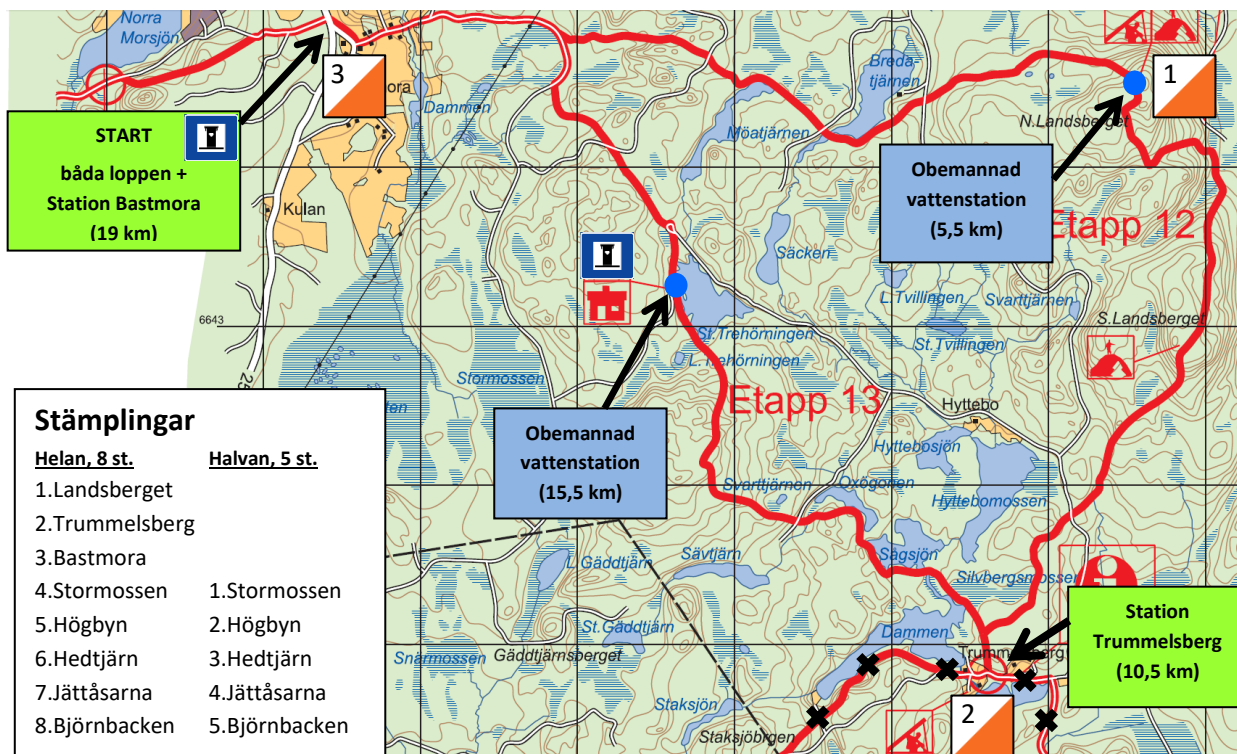 Norra
Morsjön
3
ora
Dammen
START
båda loppen +
Station Bastmora
(19 km)
Kulan
Breda-
tjärnen
Möatjärnen
1
N.Landsberget
Obemannad
vattenstation
(5,5 km)
Etapp 12
Säcken
L.Tvillingen
Svarttjärnen
S.Landsberget
St.Trehörningen
St.Tvillingen
L.Trehörningen
6643
25
Stormossen
ten
Etapp 13
Hyttebo
Hyttebosjön
Obemannad
vattenstation
(15,5 km)
Svarttjärnen
Oxögonen
Hyttebomossen
Stämplingar
Helan, 8 st. Halvan, 5 st.
1.Landsberget
2.Trummelsberg
3.Bastmora
4.Stormossen 1.Stormossen
5.Högbyn 2.Högbyn
6.Hedtjärn 3.Hedtjärn
7.Jättåsarna 4.Jättåsarna
8.Björnbacken 5.Björnbacken
L.Gäddtjärn
Sävtjärn
Sågsjön
Silvbergsmossen
St.Gäddtjärn
Dammen
Snärmossen
Gäddtjärnsberget
Station
Trummelsberg
(10,5 km)
Staksjön
Staksjöbrgen
2